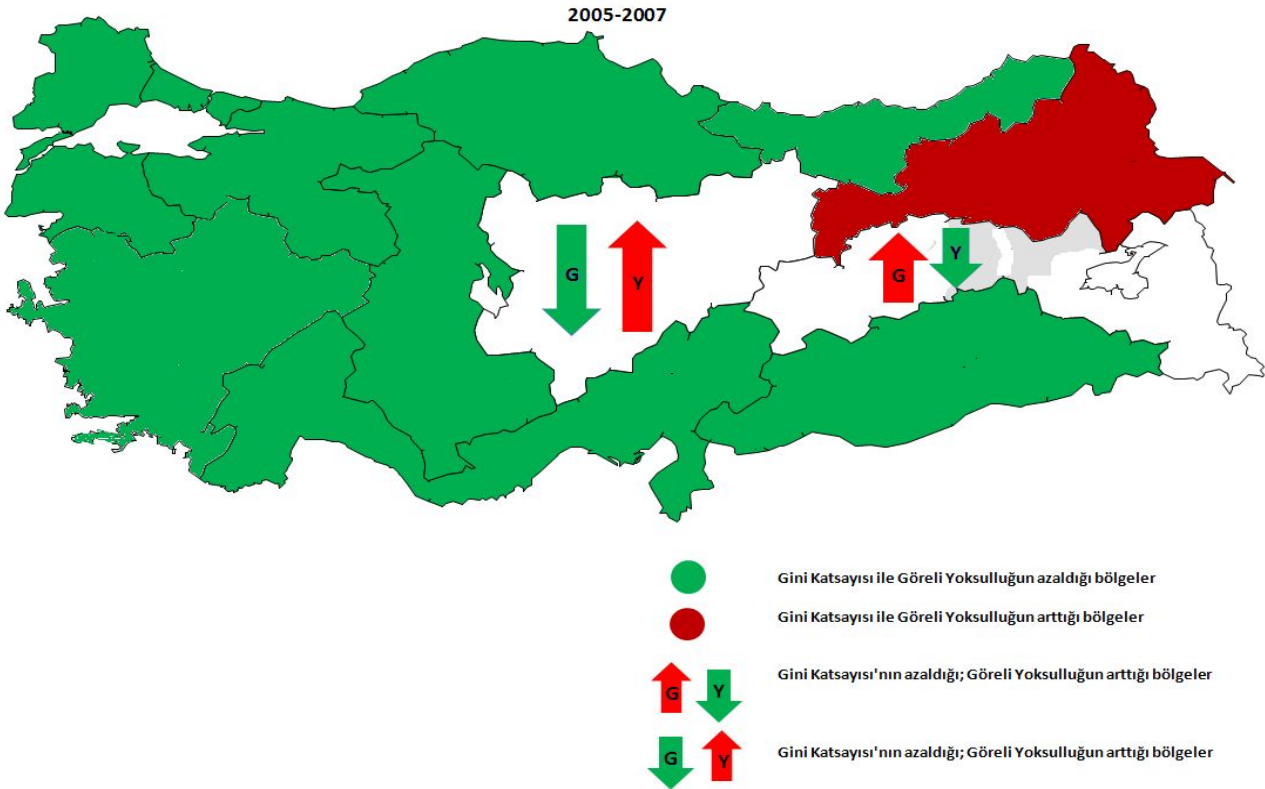 2005-2007
G
Y
G
Y
Gini Katsayısı ile Göreli Yoksulluğun azaldığı bölgeler
Gini Katsayısı ile Göreli Yoksulluğun arttığı bölgeler
G Y Gini Katsayısı'nın azaldığı; Göreli Yoksulluğun arttığı bölgeler
G Y Gini Katsayısı'nın azaldığı; Göreli Yoksulluğun arttığı bölgeler